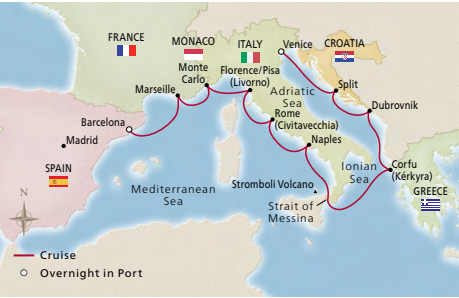 FRANCE
MONACO
ITALY
Venice
CROATIA
Monte
Carlo
Florence/Pisa
(Livorno)
Marseille
Adriatic
Sea
Split
Dubrovnik
Barcelona
Rome
(Civitavecchia)
Madrid
Naples
SPAIN
Ionian
Sea
Corfu
(Kérkyra)
Mediterranean
Sea
Stromboli Volcano
GREECE
Strait of
Messina
N
Cruise
Overnight in Port